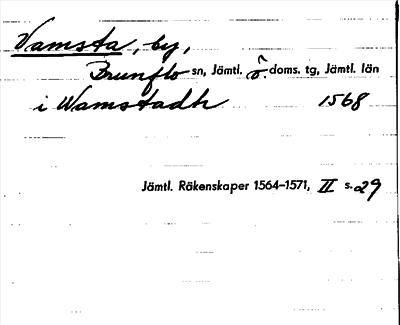 Vamsta, by,
Brunflo sn, Jämtl. ö. doms. tg, Jämtl. län
i Wamstadh 1568
Jämtl. Räkenskaper 1564–1571, II s. 29